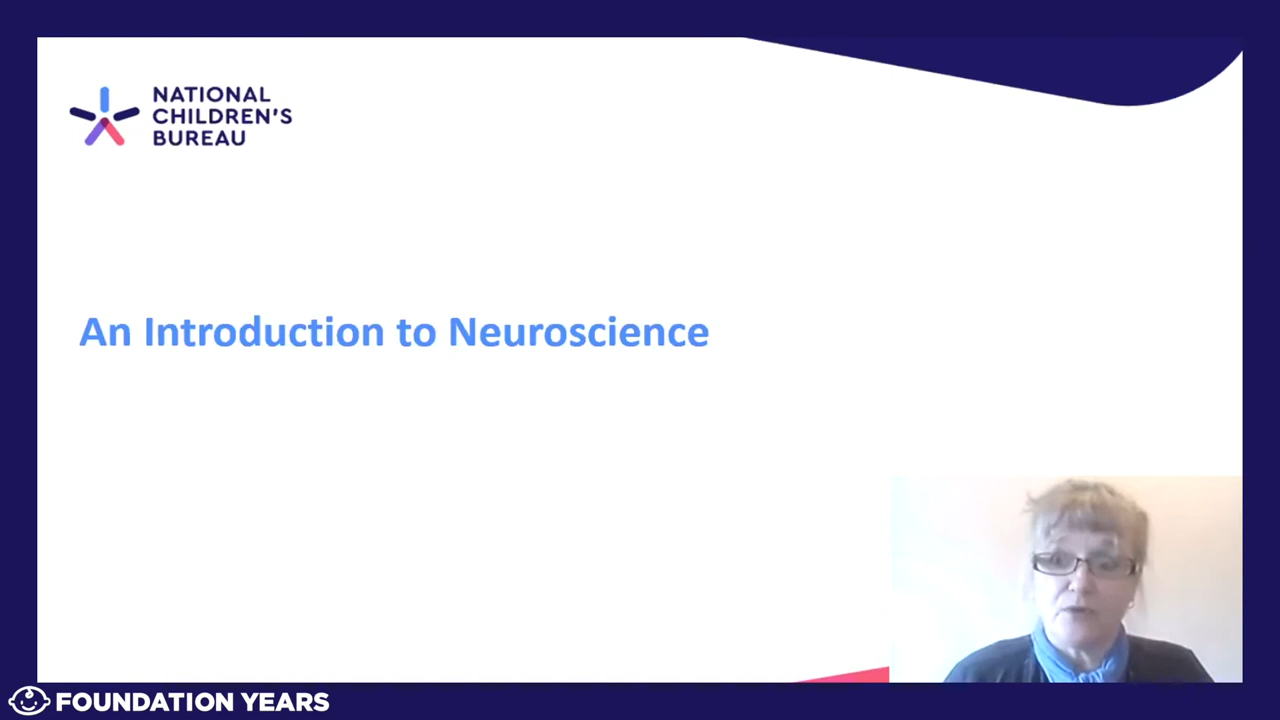 NATIONAL
CHILDREN'S
BUREAU
An Introduction to Neuroscience
FOUNDATION YEARS